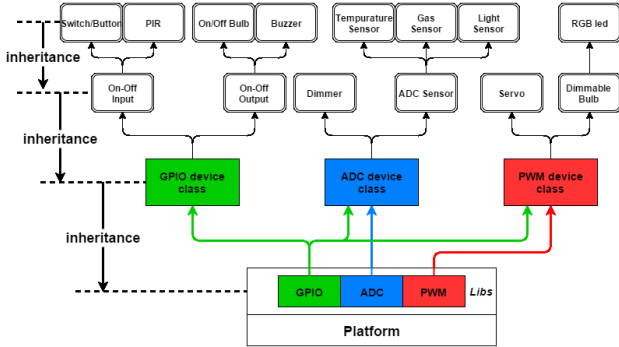 Switch/Button
PIR
On/Off Bulb
Buzzer
Tempurature
Sensor
Gas
Sensor
Light
Sensor
RGB led
inheritance
On-Off
Input
On-Off
Output
Dimmer
ADC Sensor
Servo
Dimmable
Bulb
inheritance
GPIO device
class
ADC device
class
PWM device
class
inheritance
GPIO
ADC
PWM
Libs
Platform